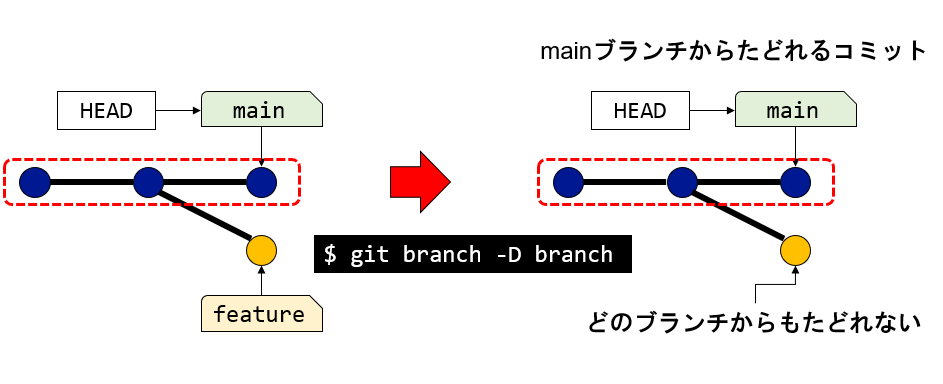 mainブランチからたどれるコミット
HEAD
main
HEAD
main
$ git branch -D branch
feature
どのブランチからもたどれない